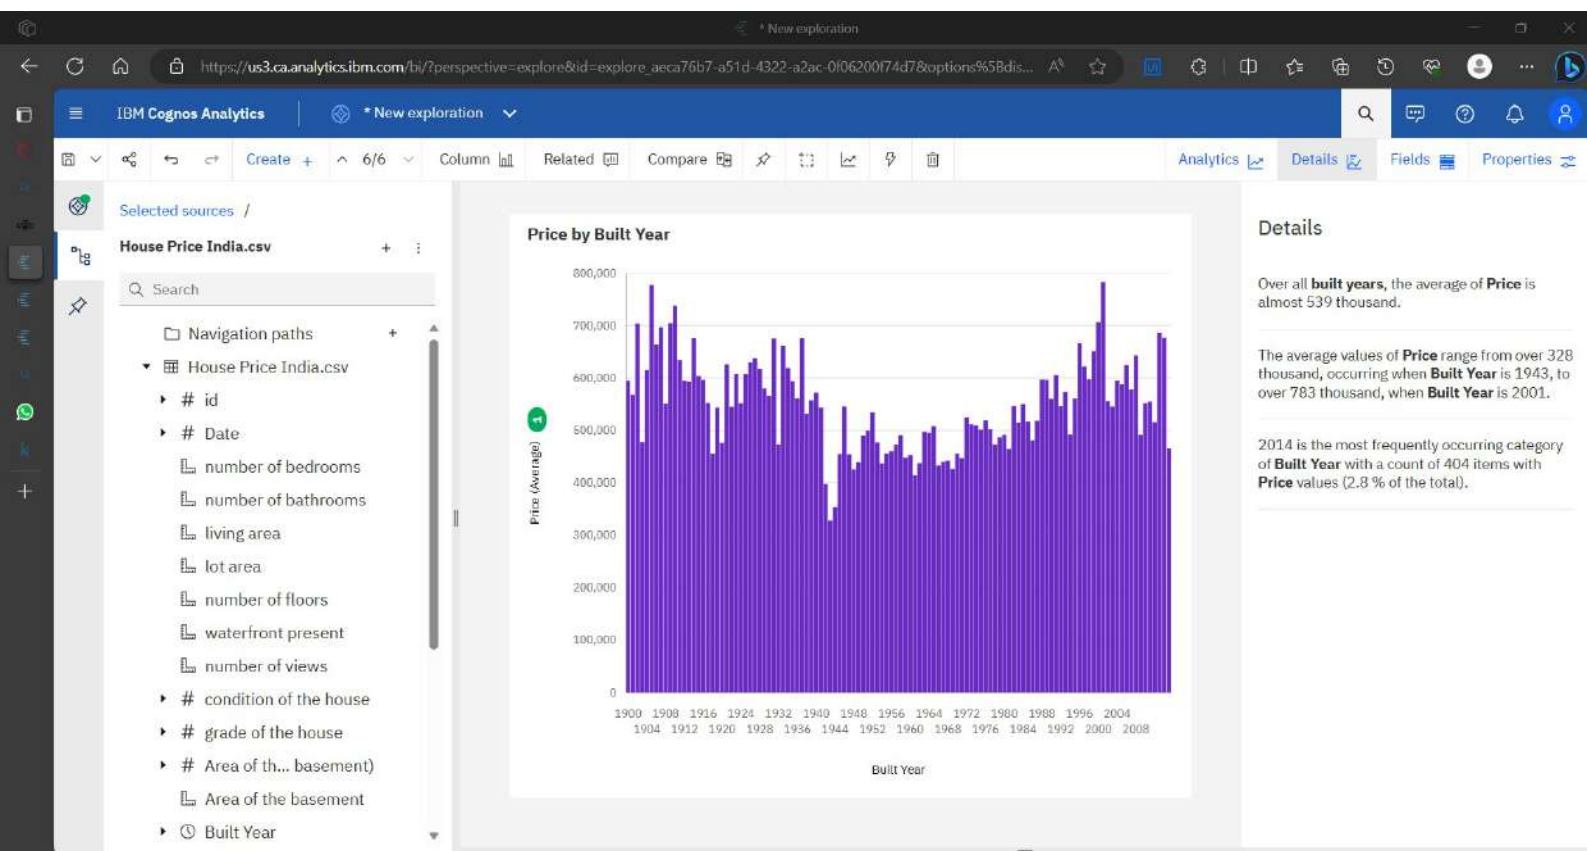 * New exploration
https://us3.ca.analytics.ibm.com/bi/?perspective=explore&id=explore_aeca76b7-a51d-4322-a2ac-0f06200f74d7&options%5Bdis...
IBM Cognos Analytics
* New exploration
Create + 6/6 Column Related Compare
Analytics Details Fields Properties
Selected sources /
House Price India.csv
Search
Navigation paths
House Price India.csv
# id
# Date
number of bedrooms
number of bathrooms
living area
lot area
number of floors
waterfront present
number of views
# condition of the house
# grade of the house
# Area of th... basement)
Area of the basement
Built Year
Price by Built Year
800,000
700,000
600,000
500,000
400,000
300,000
200,000
100,000
0
Price (Average)
1
1900 1908 1916 1924 1932 1940 1948 1956 1964 1972 1980 1988 1996 2004
1904 1912 1920 1928 1936 1944 1952 1960 1968 1976 1984 1992 2000 2008
Built Year
Details
Over all built years, the average of Price is
almost 539 thousand.
The average values of Price range from over 328
thousand, occurring when Built Year is 1943, to
over 783 thousand, when Built Year is 2001.
2014 is the most frequently occurring category
of Built Year with a count of 404 items with
Price values (2.8 % of the total).